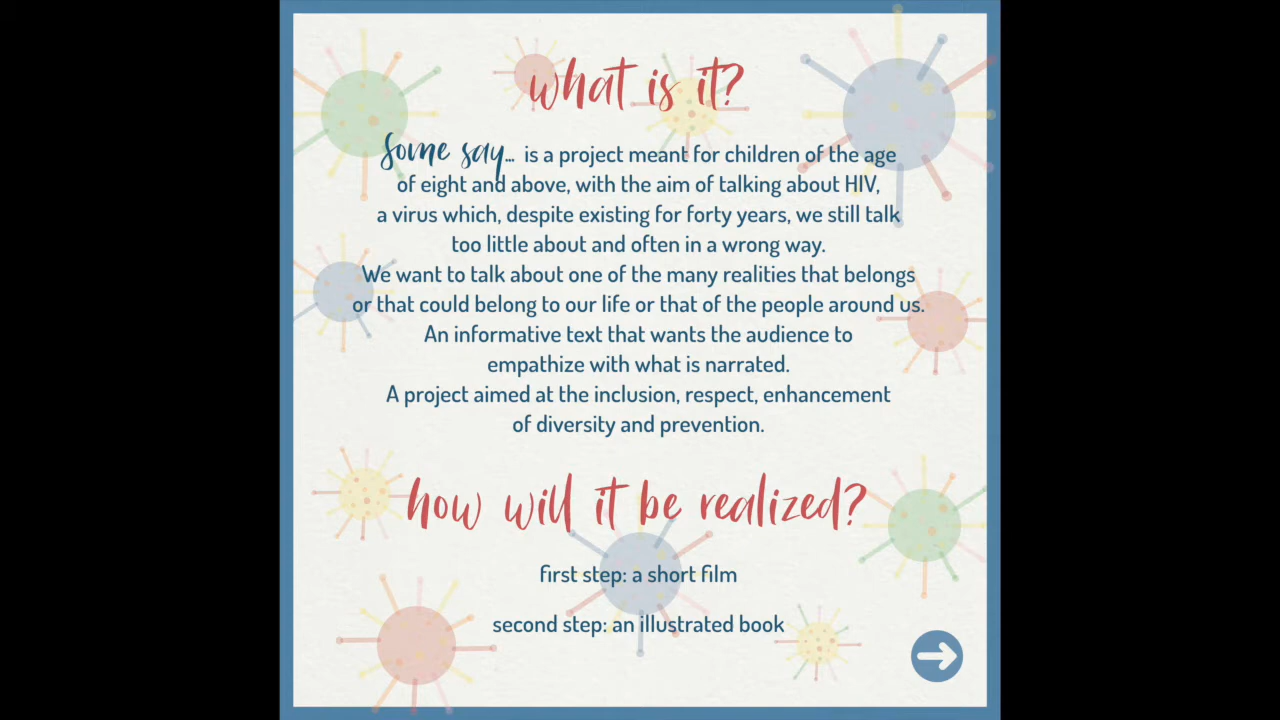 what is it?
Some say... is a project meant for children of the age
of eight and above, with the aim of talking about HIV,
a virus which, despite existing for forty years, we still talk
too little about and often in a wrong way.
We want to talk about one of the many realities that belongs
or that could belong to our life or that of the people around us.
An informative text that wants the audience to
empathize with what is narrated.
A project aimed at the inclusion, respect, enhancement
of diversity and prevention.
how will it be realized?
first step: a short film
second step: an illustrated book